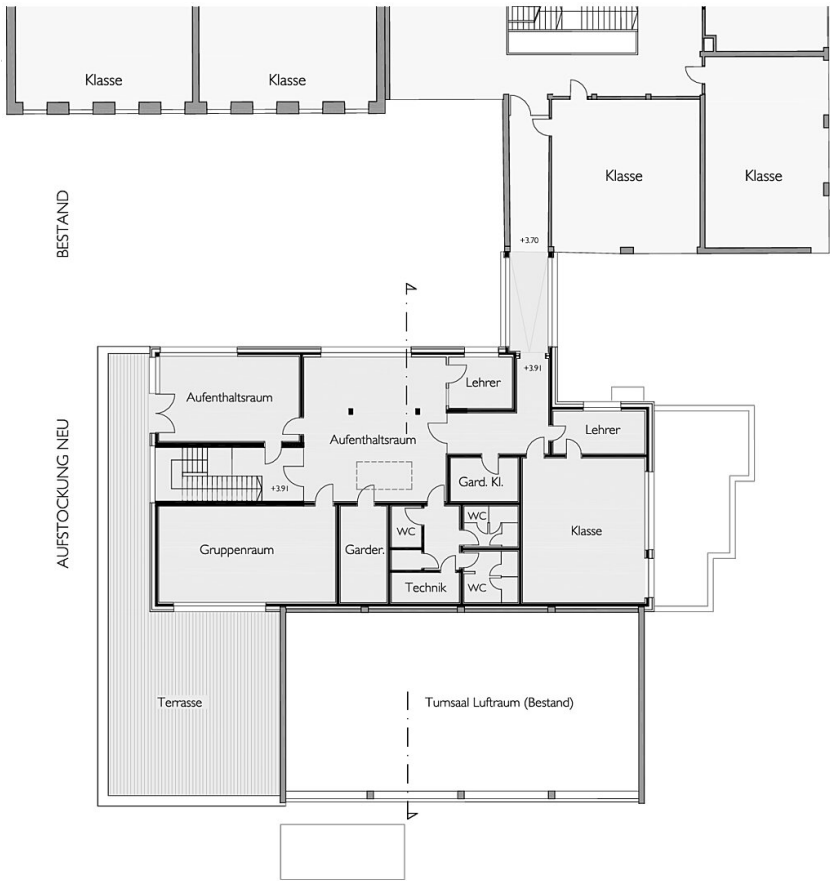 Klasse
Klasse
Klasse
Klasse
BESTAND
+3.70
+3.91
Lehrer
Aufenthaltsraum
Lehrer
Aufenthaltsraum
AUFSTOCKUNG NEU
+3.91
Gard. Kl.
WC
WC
Klasse
Gruppenraum
Garder.
Technik
WC
Terrasse
Turnsaal Luftraum (Bestand)